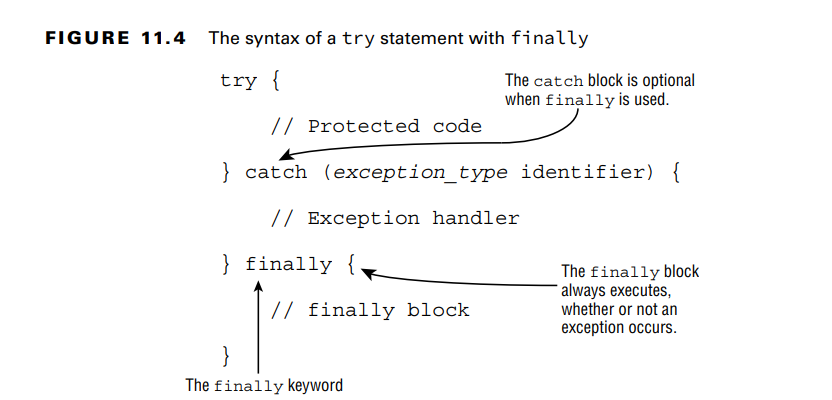 FIGURE 11.4 The syntax of a try statement with finally
try {
The catch block is optional
when finally is used.
// Protected code
} catch (exception_type identifier) {
// Exception handler
} finally {
The finally block
always executes,
whether or not an
exception occurs.
// finally block
}
The finally keyword